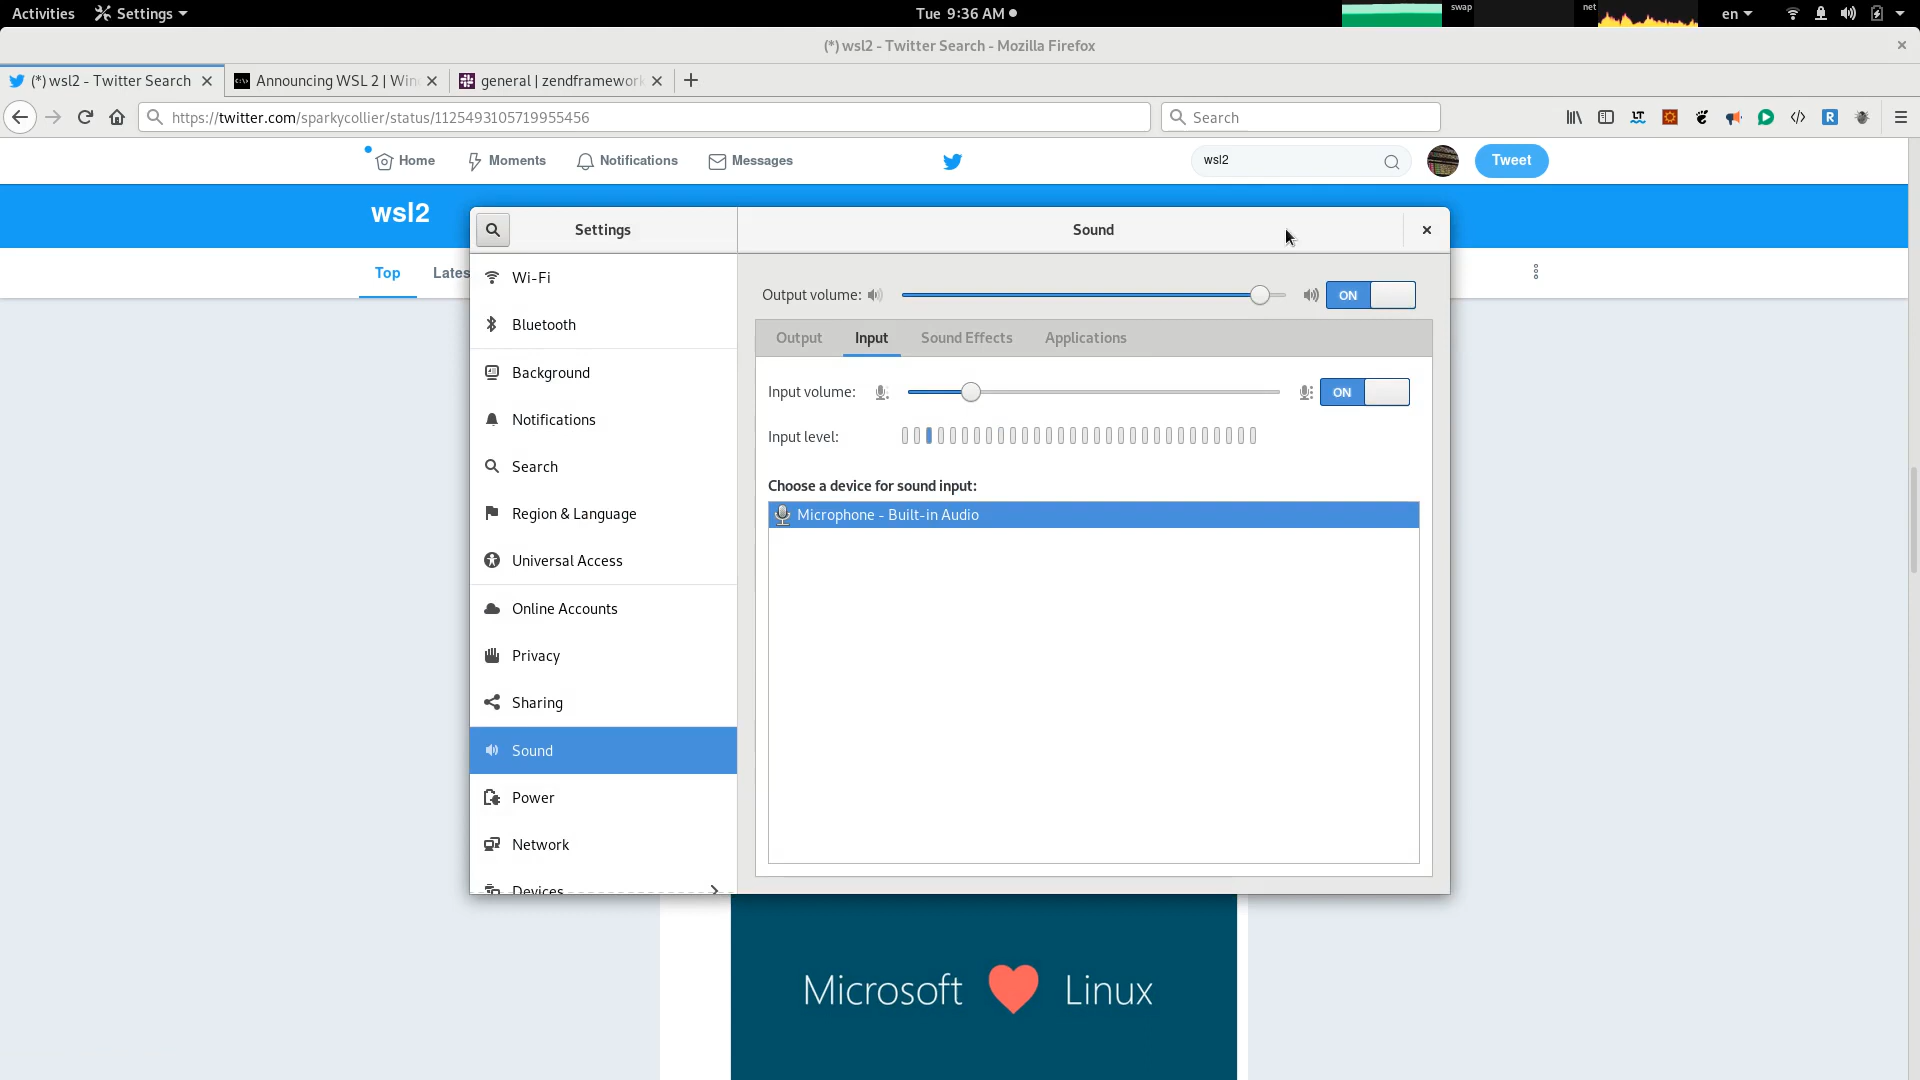 Activities Settings Tue 9:36 AM swap net en
(*) wsl2 - Twitter Search - Mozilla Firefox
(*) wsl2 - Twitter Search Announcing WSL 2 | Win general | zendframework
https://twitter.com/sparkycollier/status/1125493105719955456 Search
Home Moments Notifications Messages wsl2 Tweet
wsl2
Top Lates
Settings Sound
Wi-Fi
Bluetooth
Background
Notifications
Search
Region & Language
Universal Access
Online Accounts
Privacy
Sharing
Sound
Power
Network
Devices
Output volume: ON
Output Input Sound Effects Applications
Input volume: ON
Input level:
Choose a device for sound input:
Microphone - Built-in Audio
Microsoft Linux